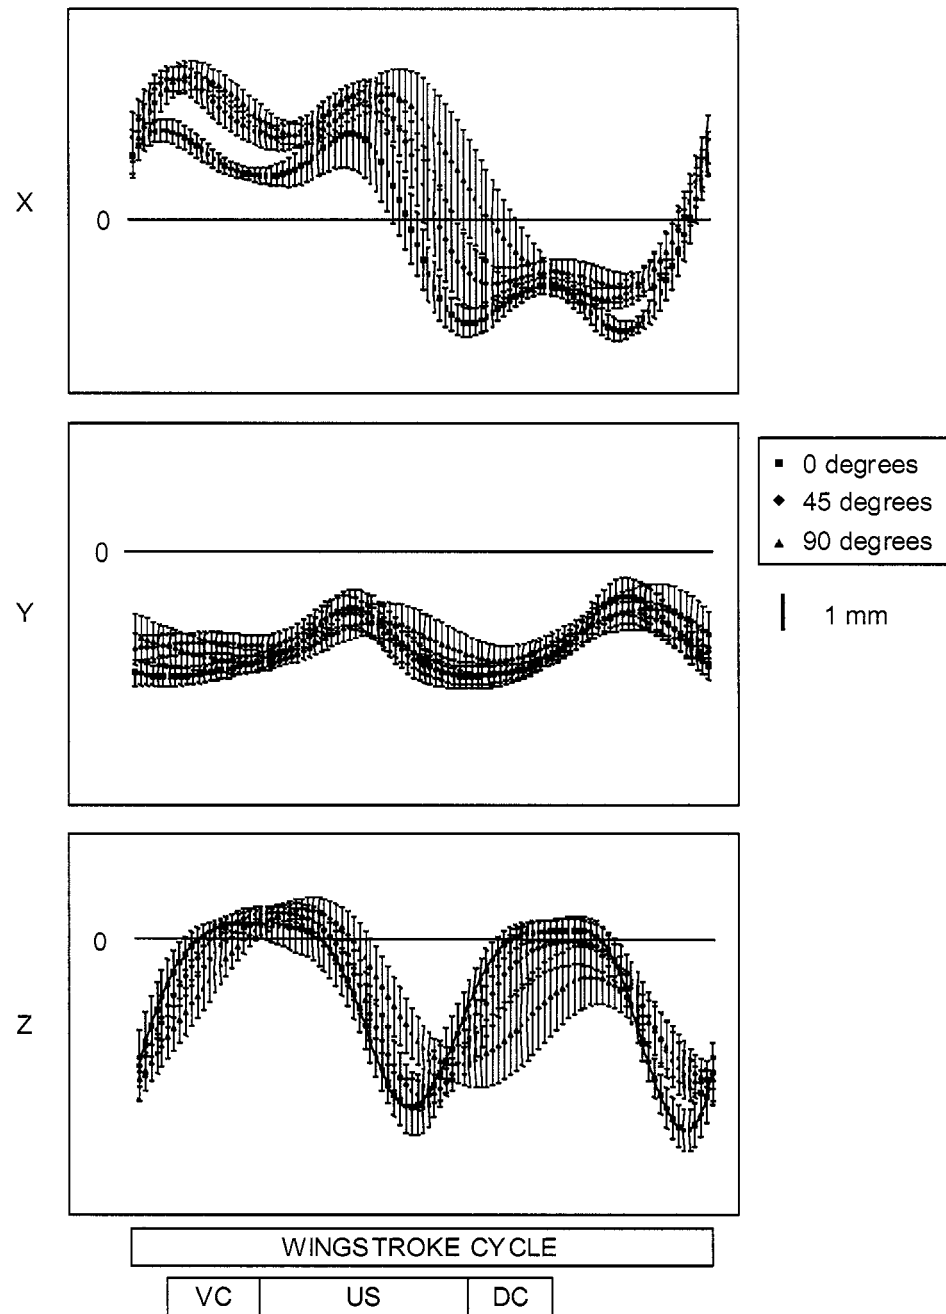 X
0
0
Y
0 degrees
45 degrees
90 degrees
1 mm
0
Z
WINGSTROKE CYCLE
VC US DC